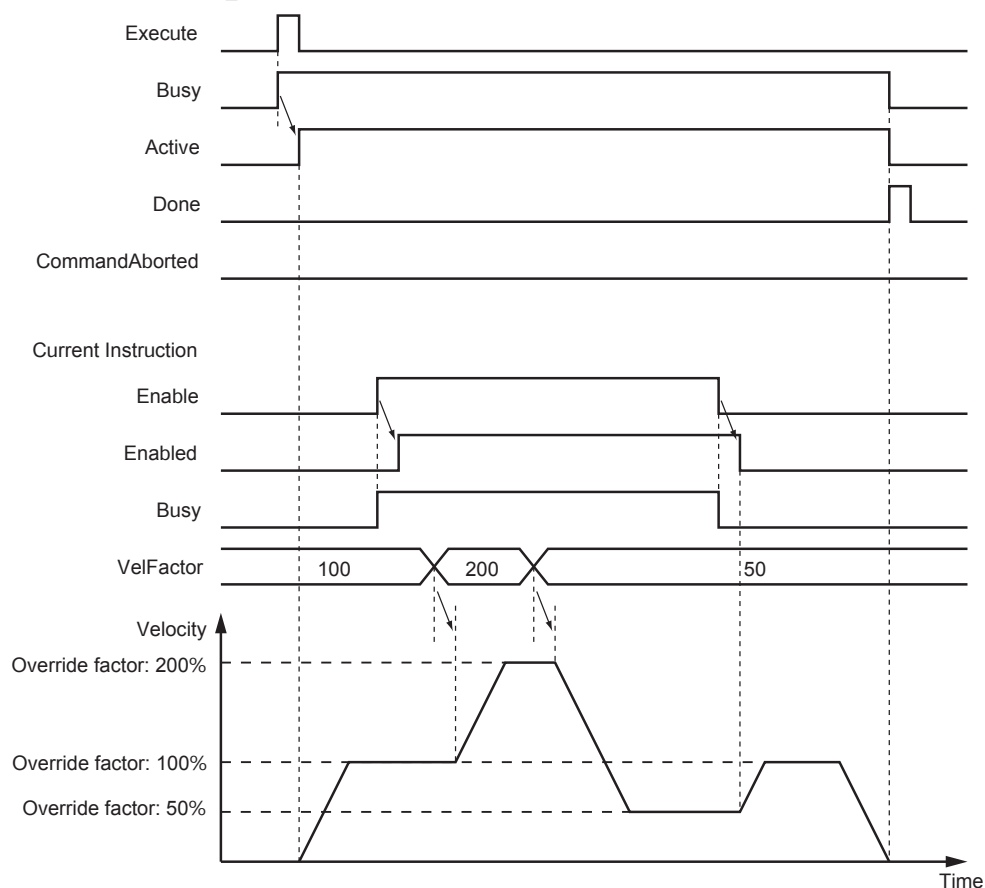 Execute
Busy
Active
Done
CommandAborted
Current Instruction
Enable
Enabled
Busy
VelFactor 100 200 50
Velocity
Override factor: 200%
Override factor: 100%
Override factor: 50%
Time